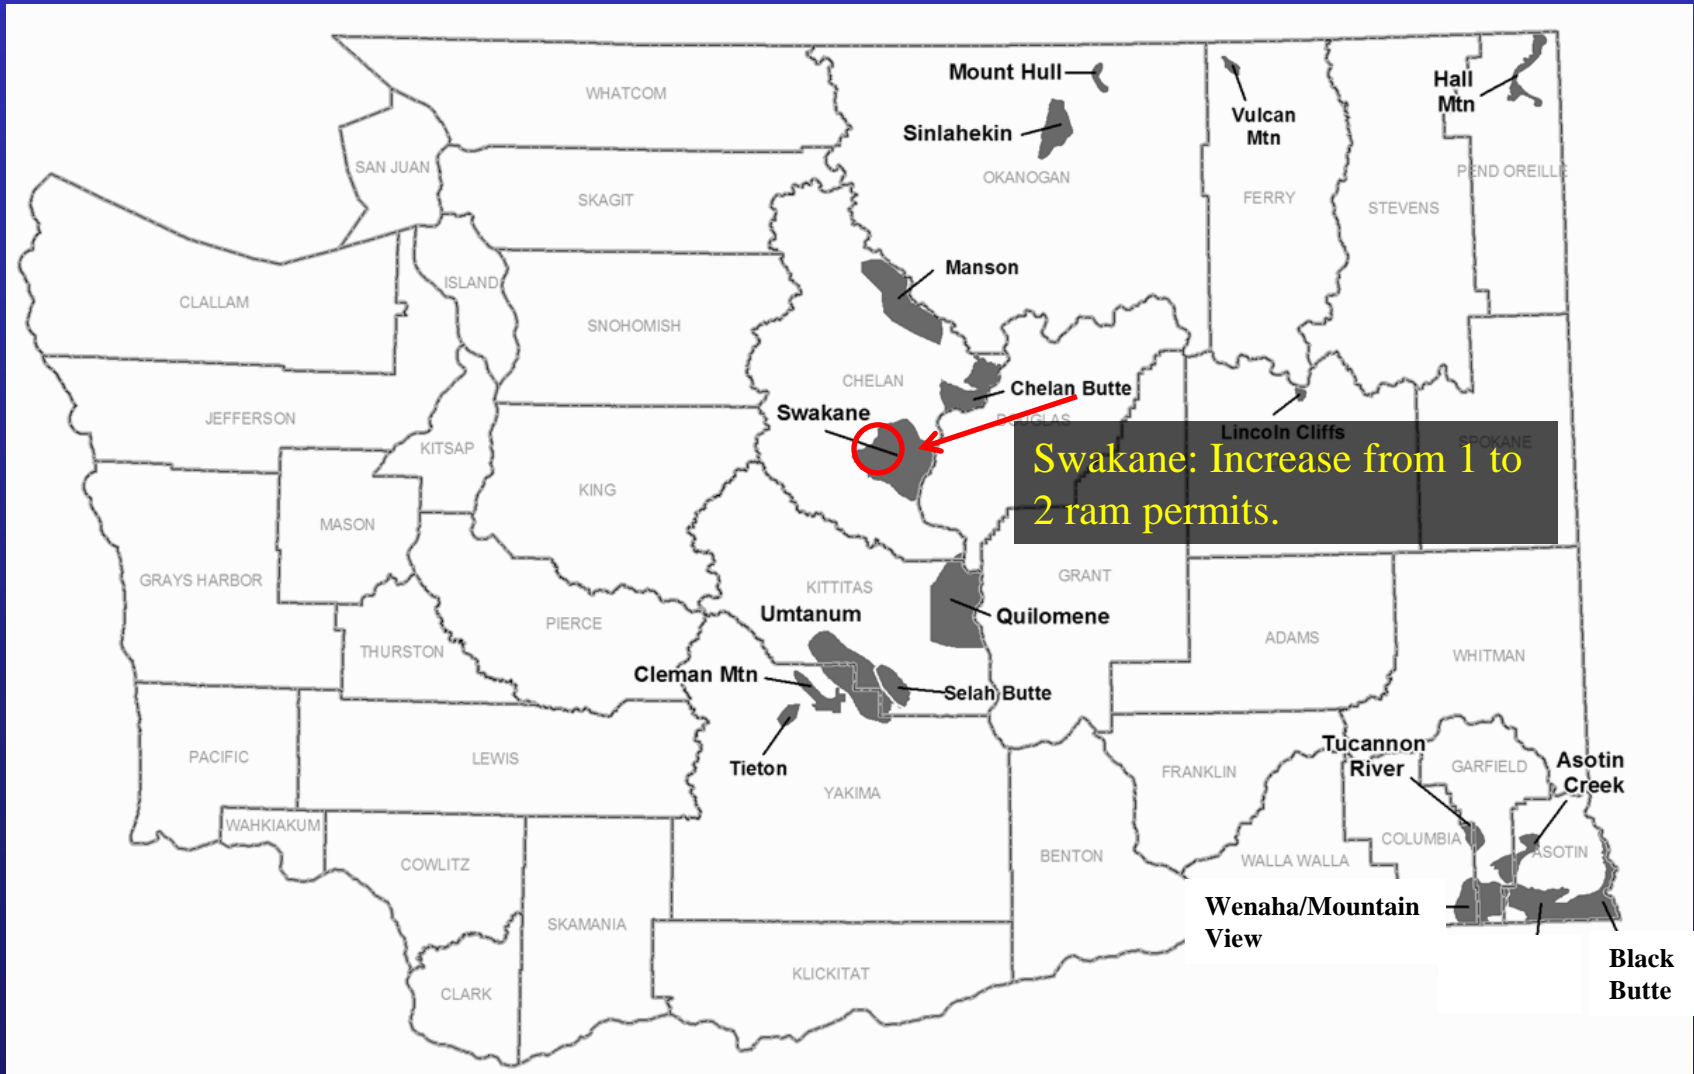 Mount Hull
Hall
Mtn
WHATCOM
Vulcan
Mtn
Sinlahekin
SAN JUAN
OKANOGAN
PEND OREILLE
SKAGIT
FERRY
STEVENS
Manson
ISLAND
CLALLAM
SNOHOMISH
CHELAN
Chelan Butte
Swakane
DOUGLAS
JEFFERSON
Lincoln Cliffs
SPOKANE
KITSAP
Swakane: Increase from 1 to
2 ram permits.
KING
MASON
GRAYS HARBOR
KITTITAS
GRANT
Umtanum
Quilomene
PIERCE
ADAMS
THURSTON
WHITMAN
Cleman Mtn
Selah Butte
Tucannon
River
Asotin
Creek
PACIFIC
LEWIS
Tieton
GARFIELD
FRANKLIN
YAKIMA
WAHKIAKUM
COLUMBIA
ASOTIN
COWLITZ
BENTON
WALLA WALLA
Wenaha/Mountain
View
SKAMANIA
Black
Butte
KLICKITAT
CLARK